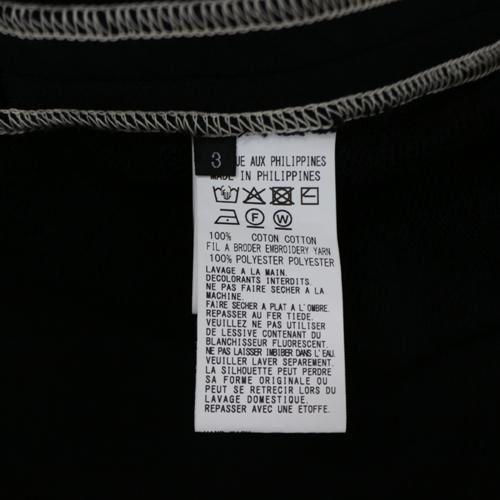 3
UE AUX PHILIPPINES
MADE IN PHILIPPINES
F W
100% COTON COTTON
FIL A BRODER EMBROIDERY YARN
100% POLYESTER POLYESTER
LAVAGE A LA MAIN.
DECOLORANTS INTERDITS.
NE PAS FAIRE SECHER A LA
MACHINE.
FAIRE SECHER A PLAT A L'OMBRE.
REPASSER AU FER TIEDE.
VEUILLEZ NE PAS UTILISER
DE LESSIVE CONTENUT DU
BLANCHISSEUR FLUORESCENT.
NE PAS LAISSER IMBIBER DANS L'EAU.
VEUILLER LAVER SEPAREMENT.
LA SILHOUETTE PEUT PERDRE
SA FORME ORIGINALE OU
PEUT SE RETRECIR LORS DU
LAVAGE DOMESTIQUE.
REPASSER AVEC UNE ETOFFE.